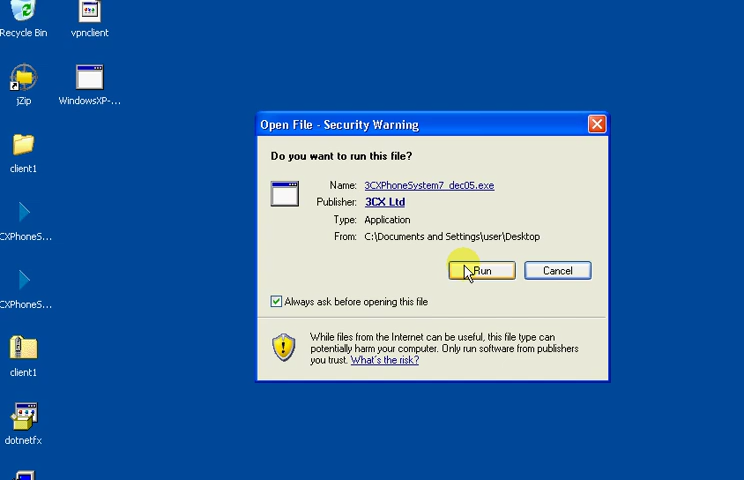 Recycle Bin
vpnclient
jZip
WindowsXP-...
client1
CXPhoneS...
CXPhoneS...
client1
dotnetfx
Open File - Security Warning
Do you want to run this file?
Name: 3CXPhoneSystem7_dec05.exe
Publisher: 3CX Ltd
Type: Application
From: C:\Documents and Settings\user\Desktop
Run
Cancel
Always ask before opening this file
While files from the Internet can be useful, this file type can
potentially harm your computer. Only run software from publishers
you trust. What's the risk?